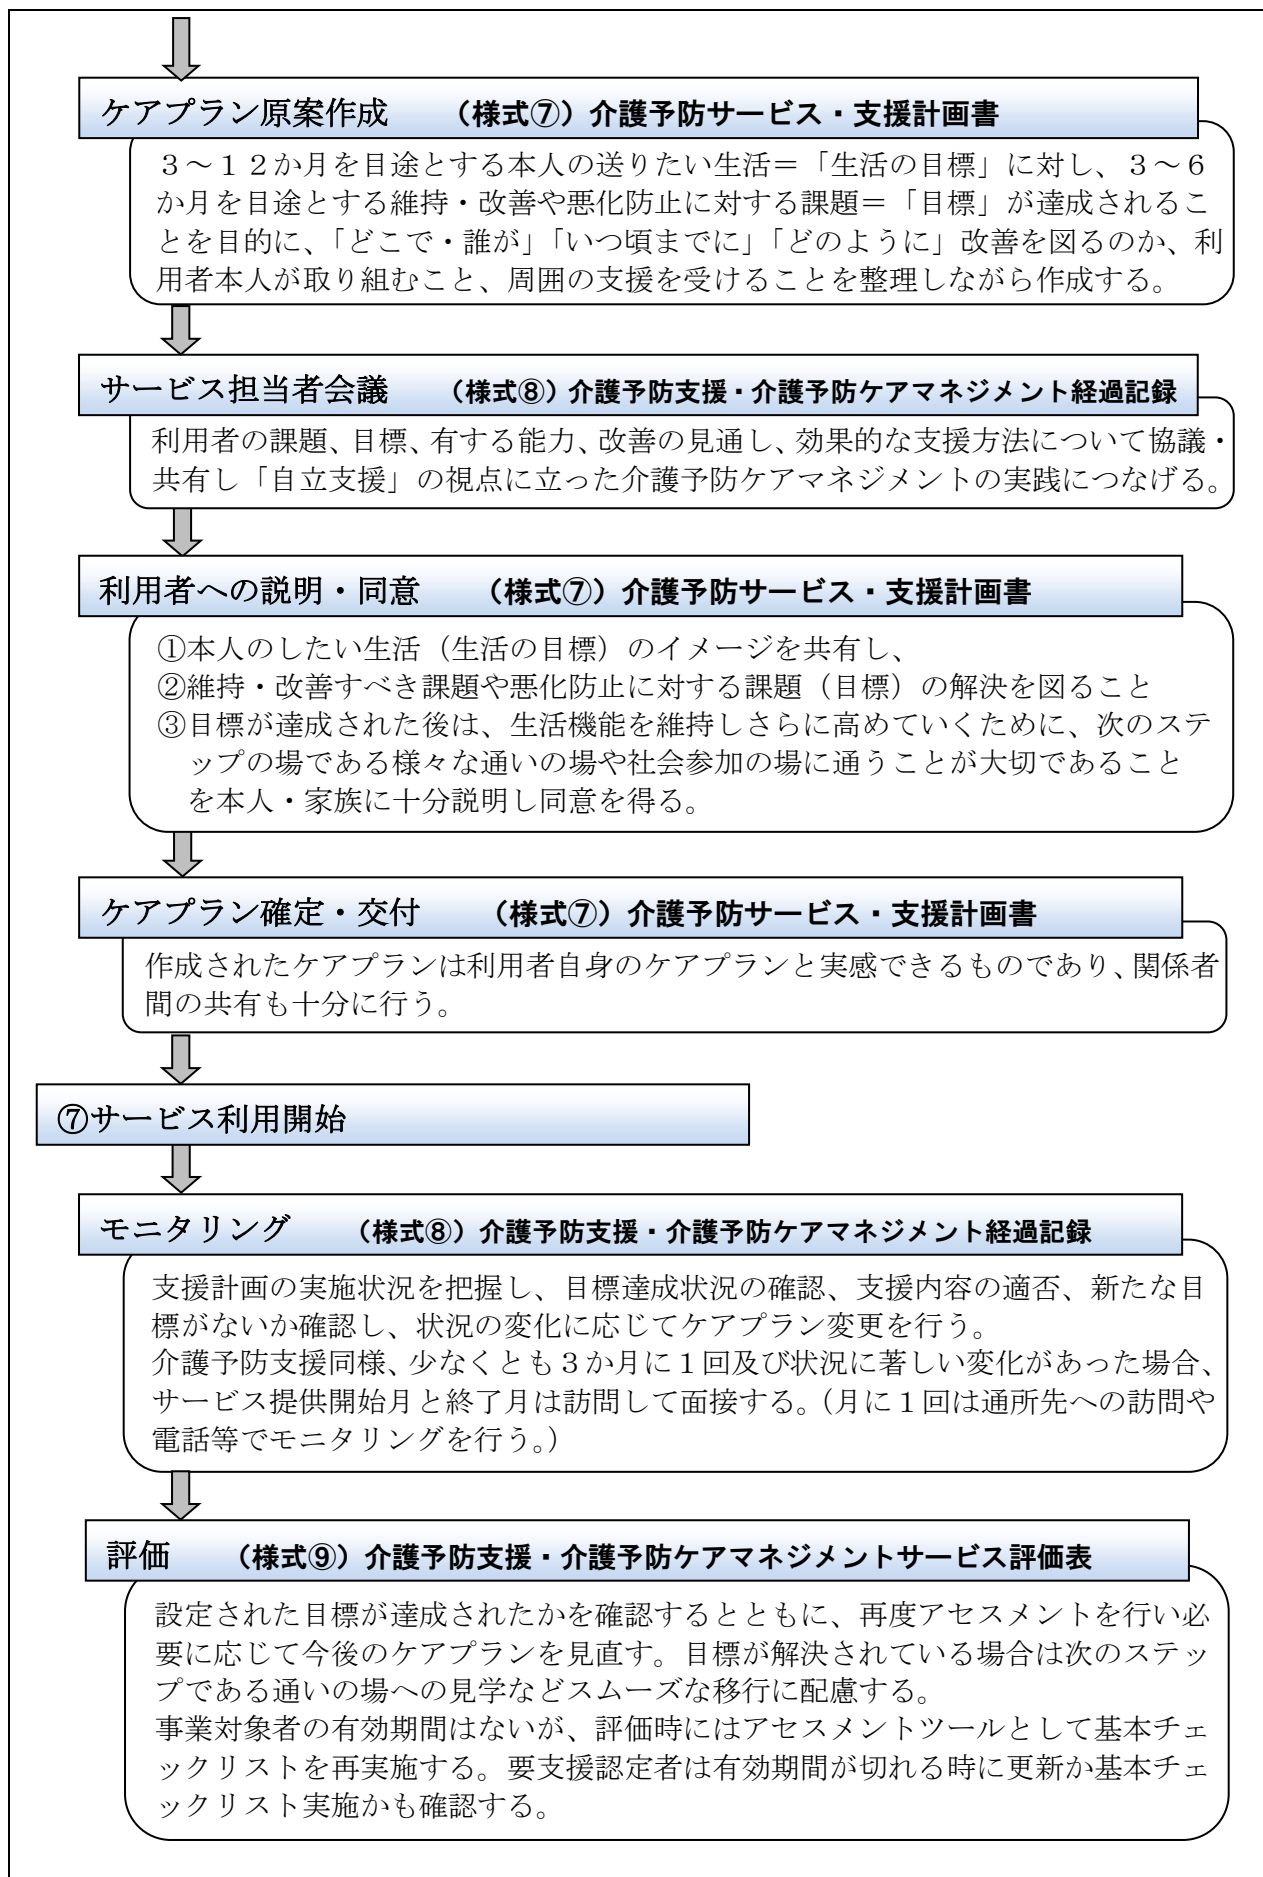 ケアプラン原案作成　　（様式⑦）介護予防サービス・支援計画書
３～１２か月を目途とする本人の送りたい生活＝「生活の目標」に対し、３～６
か月を目途とする維持・改善や悪化防止に対する課題＝「目標」が達成されるこ
とを目的に、「どこで・誰が」「いつ頃までに」「どのように」改善を図るのか、利
用者本人が取り組むこと、周囲の支援を受けることを整理しながら作成する。
サービス担当者会議　　（様式⑧）介護予防支援・介護予防ケアマネジメント経過記録
利用者の課題、目標、有する能力、改善の見通し、効果的な支援方法について協議・
共有し「自立支援」の視点に立った介護予防ケアマネジメントの実践につなげる。
利用者への説明・同意　　（様式⑦）介護予防サービス・支援計画書
①本人のしたい生活（生活の目標）のイメージを共有し、
②維持・改善すべき課題や悪化防止に対する課題（目標）の解決を図ること
③目標が達成された後は、生活機能を維持しさらに高めていくために、次のステ
ップの場である様々な通いの場や社会参加の場に通うことが大切であること
を本人・家族に十分説明し同意を得る。
ケアプラン確定・交付　　（様式⑦）介護予防サービス・支援計画書
作成されたケアプランは利用者自身のケアプランと実感できるものであり、関係者
間の共有も十分に行う。
⑦サービス利用開始
モニタリング　　（様式⑧）介護予防支援・介護予防ケアマネジメント経過記録
支援計画の実施状況を把握し、目標達成状況の確認、支援内容の適否、新たな目
標がないか確認し、状況の変化に応じてケアプラン変更を行う。
介護予防支援同様、少なくとも３か月に１回及び状況に著しい変化があった場合、
サービス提供開始月と終了月は訪問して面接する。（月に１回は通所先への訪問や
電話等でモニタリングを行う。）
評価　　（様式⑨）介護予防支援・介護予防ケアマネジメントサービス評価表
設定された目標が達成されたかを確認するとともに、再度アセスメントを行い必
要に応じて今後のケアプランを見直す。目標が解決されている場合は次のステッ
プである通いの場への見学などスムーズな移行に配慮する。
事業対象者の有効期間はないが、評価時にはアセスメントツールとして基本チェ
ックリストを再実施する。要支援認定者は有効期間が切れる時に更新か基本チェ
ックリスト実施かも確認する。